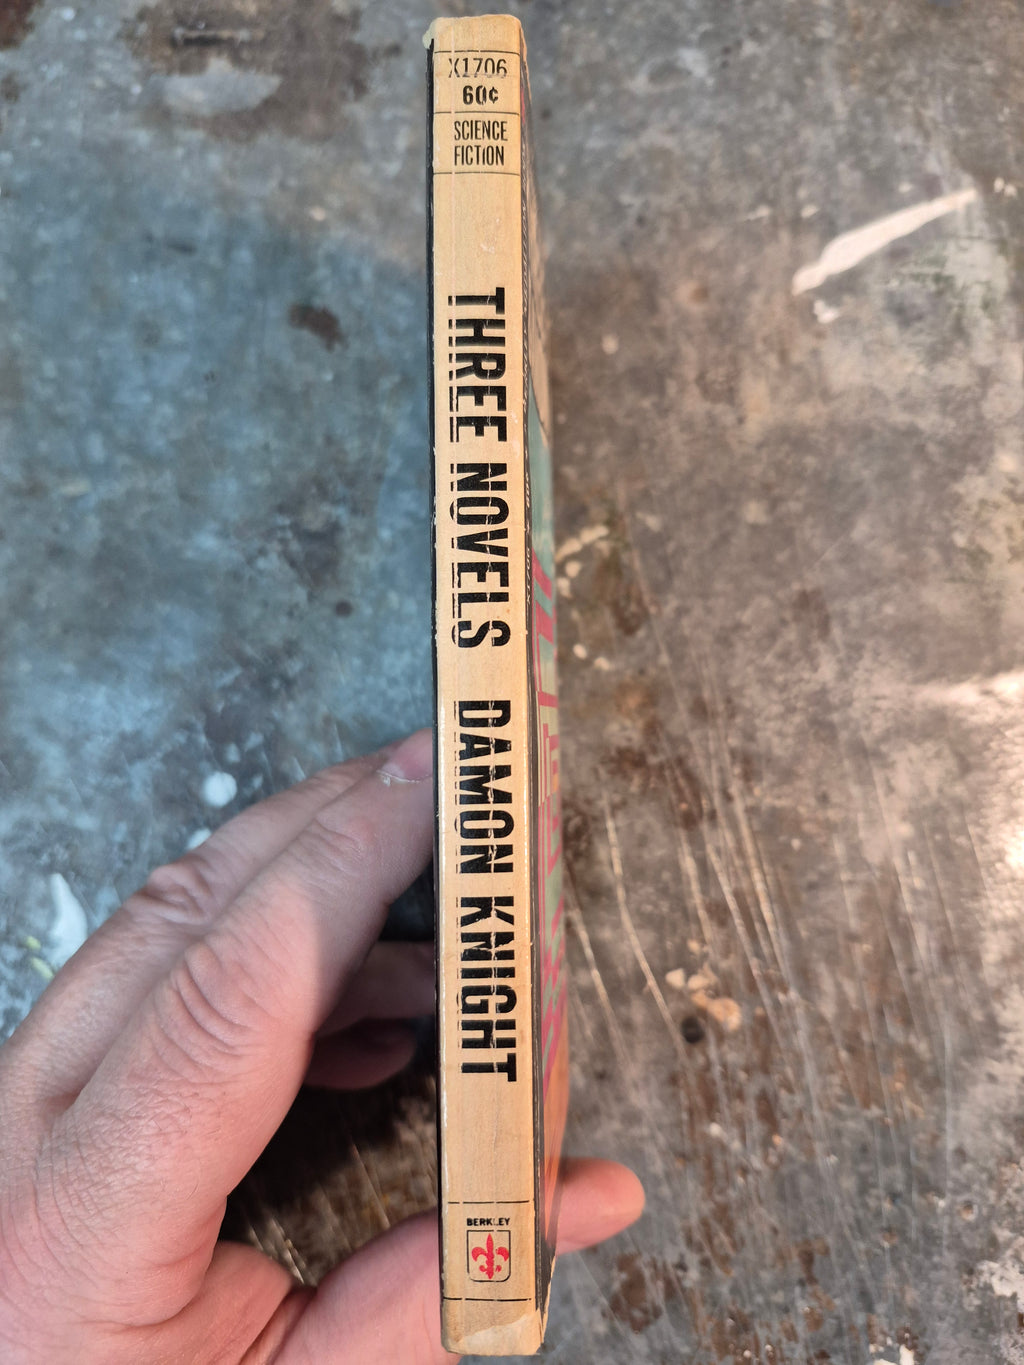 X1706
60¢
SCIENCE
FICTION
THREE NOVELS DAMON KNIGHT
BERKLEY